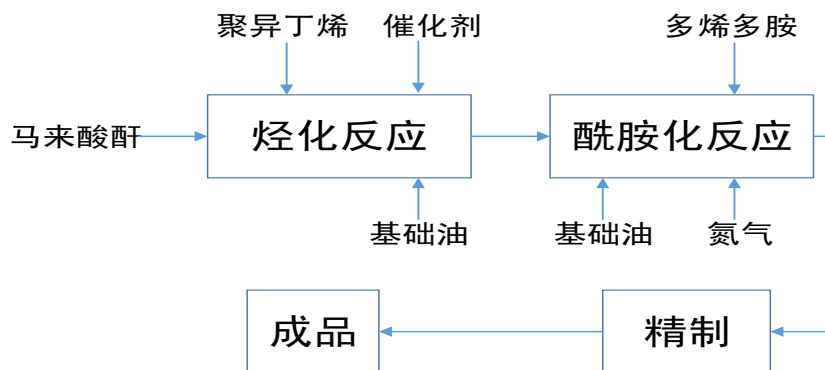 聚异丁烯 催化剂 多烯多胺
马来酸酐 烃化反应 酰胺化反应
基础油 基础油 氮气
成品 精制